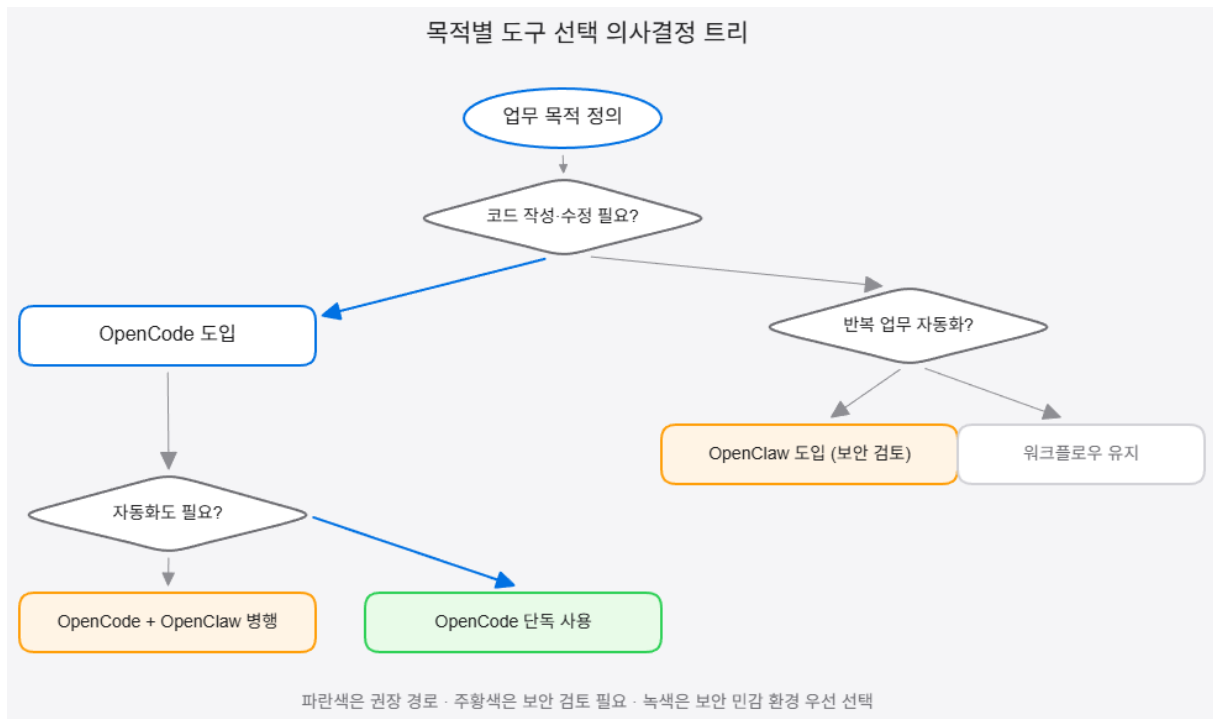 목적별 도구 선택 의사결정 트리
업무 목적 정의
코드 작성·수정 필요?
OpenCode 도입
반복 업무 자동화?
OpenClaw 도입 (보안 검토)
워크플로우 유지
자동화도 필요?
OpenCode + OpenClaw 병행
OpenCode 단독 사용
파란색은 권장 경로 · 주황색은 보안 검토 필요 · 녹색은 보안 민감 환경 우선 선택